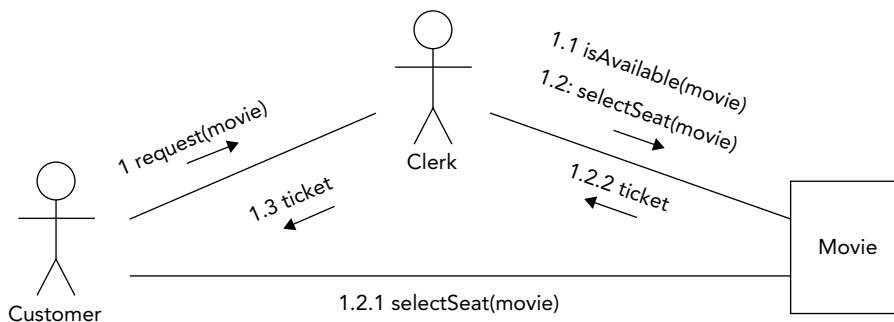 1.1 isAvailable(movie)
1.2: selectSeat(movie)
1 request(movie)
Clerk
1.3 ticket
1.2.2 ticket
Movie
Customer
1.2.1 selectSeat(movie)